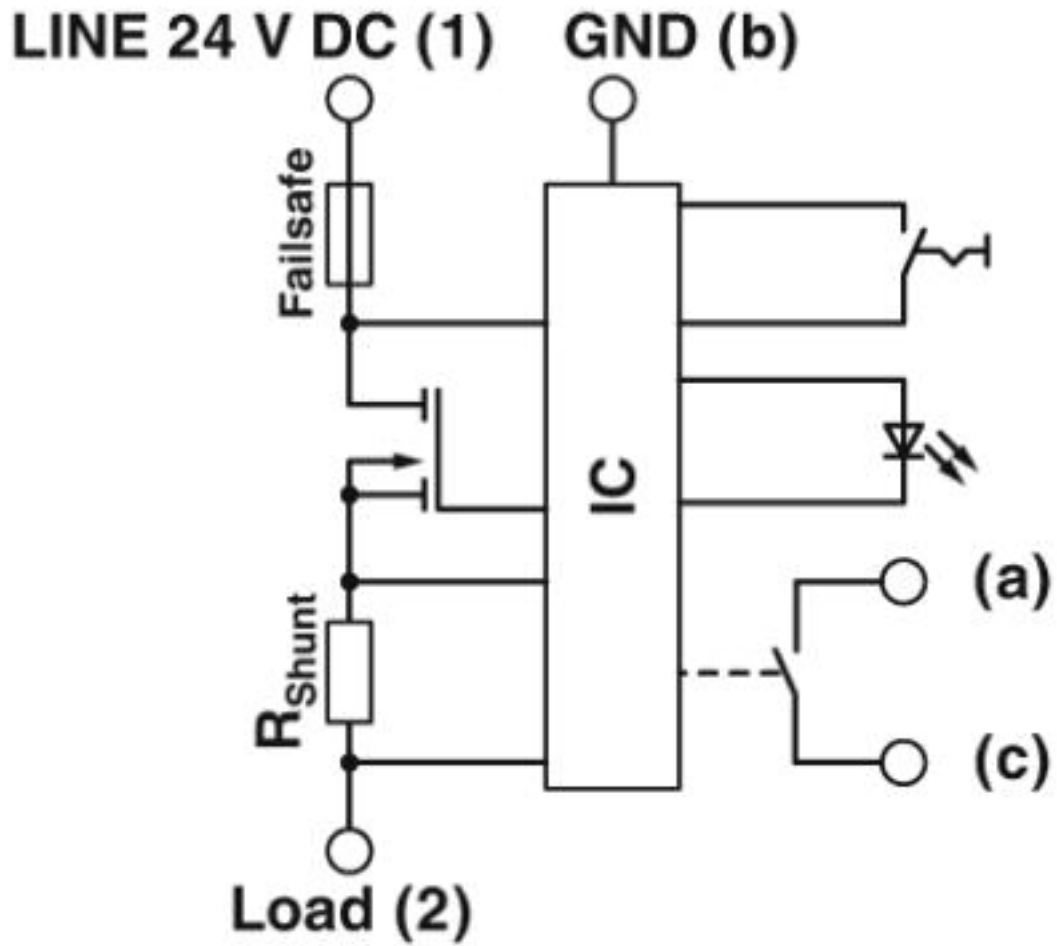 LINE 24 V DC (1)
GND (b)
Failsafe
IC
(a)
RShunt
(c)
Load (2)